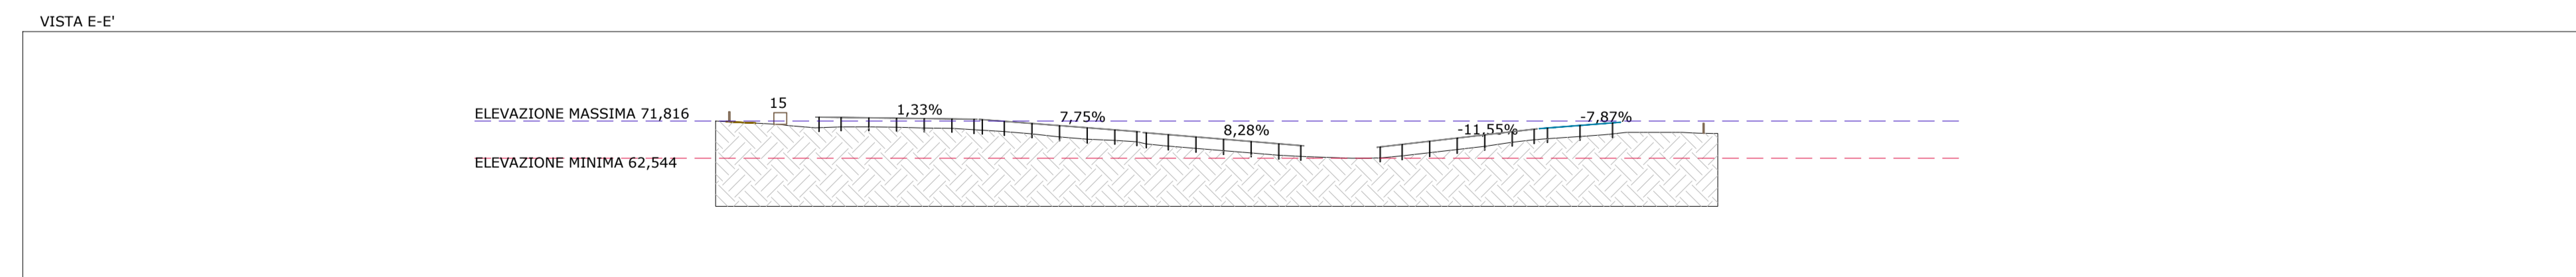 VISTA E-E'
15
ELEVAZIONE MASSIMA 71,816
1,33%
7,75%
8,28%
-11,55%
-7,87%
ELEVAZIONE MINIMA 62,544